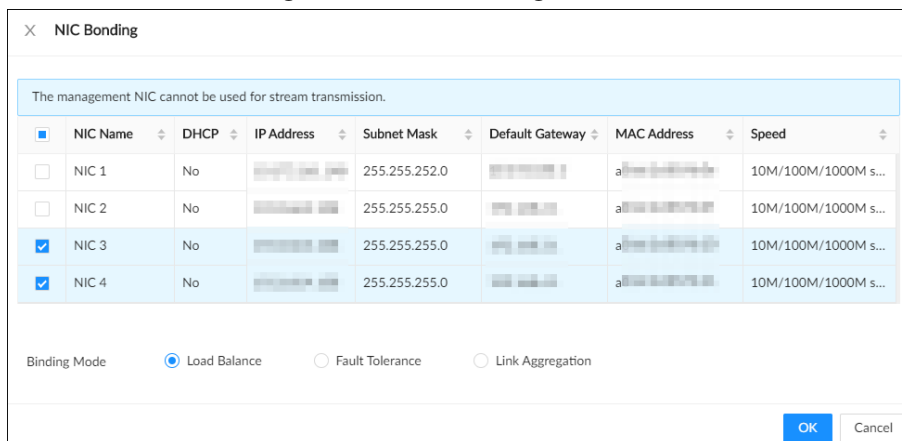 NIC Bonding
The management NIC cannot be used for stream transmission.
NIC Name DHCP IP Address Subnet Mask Default Gateway MAC Address Speed
NIC 1 No 255.255.252.0 a 10M/100M/1000M s...
NIC 2 No 255.255.255.0 a 10M/100M/1000M s...
NIC 3 No 255.255.255.0 a 10M/100M/1000M s...
NIC 4 No 255.255.255.0 a 10M/100M/1000M s...
Binding Mode Load Balance Fault Tolerance Link Aggregation
OK Cancel